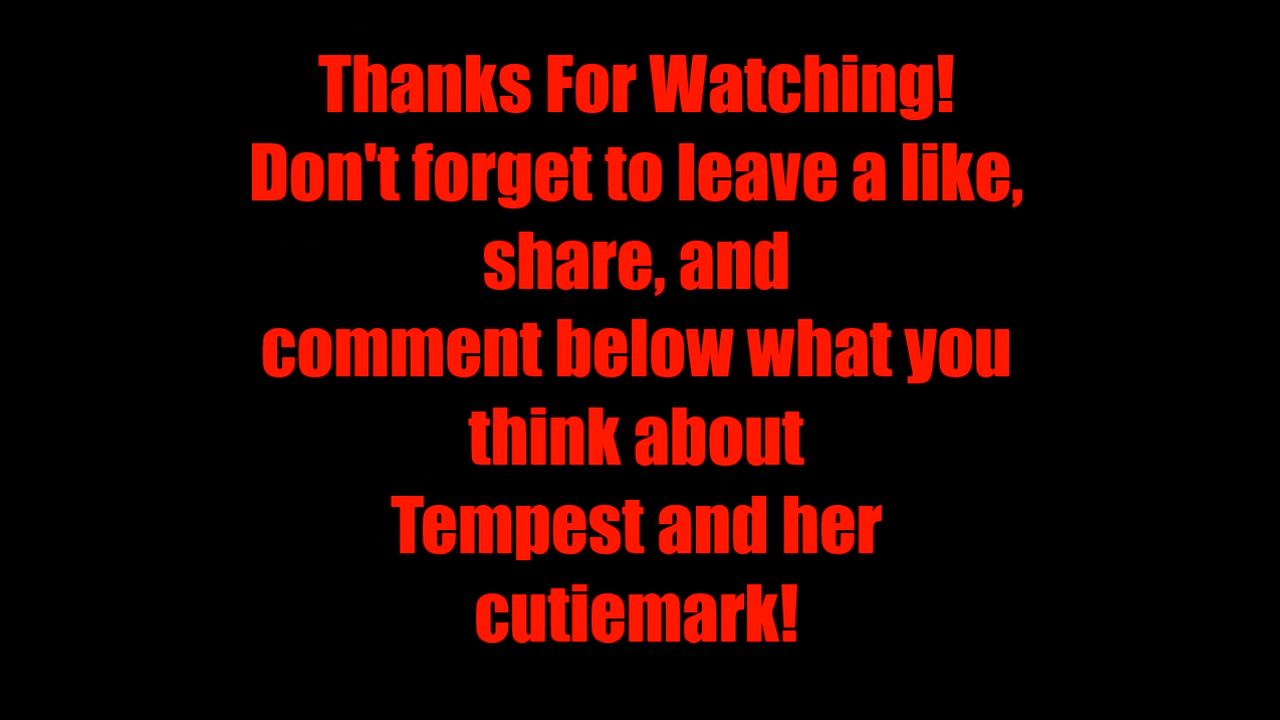 Thanks For Watching!
Don't forget to leave a like,
share, and
comment below what you
think about
Tempest and her
cutiemark!